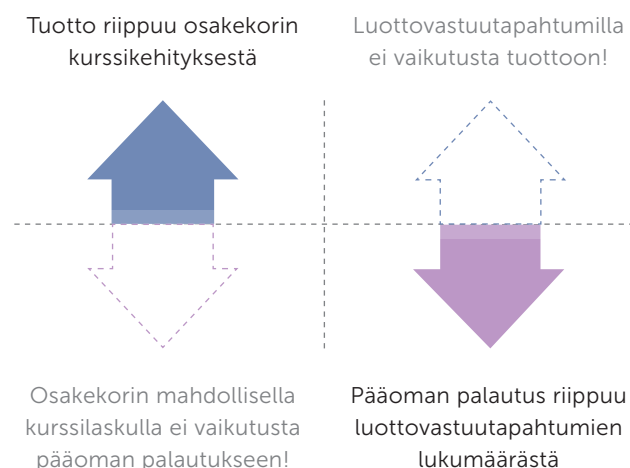 Tuotto riippuu osakekorin
kurssikehityksestä
Luottovastuutapahtumilla
ei vaikutusta tuottoon!
Osakekorin mahdollisella
kurssilaskulla ei vaikutusta
pääoman palautukseen!
Pääoman palautus riippuu
luottovastuutapahtumien
lukumäärästä